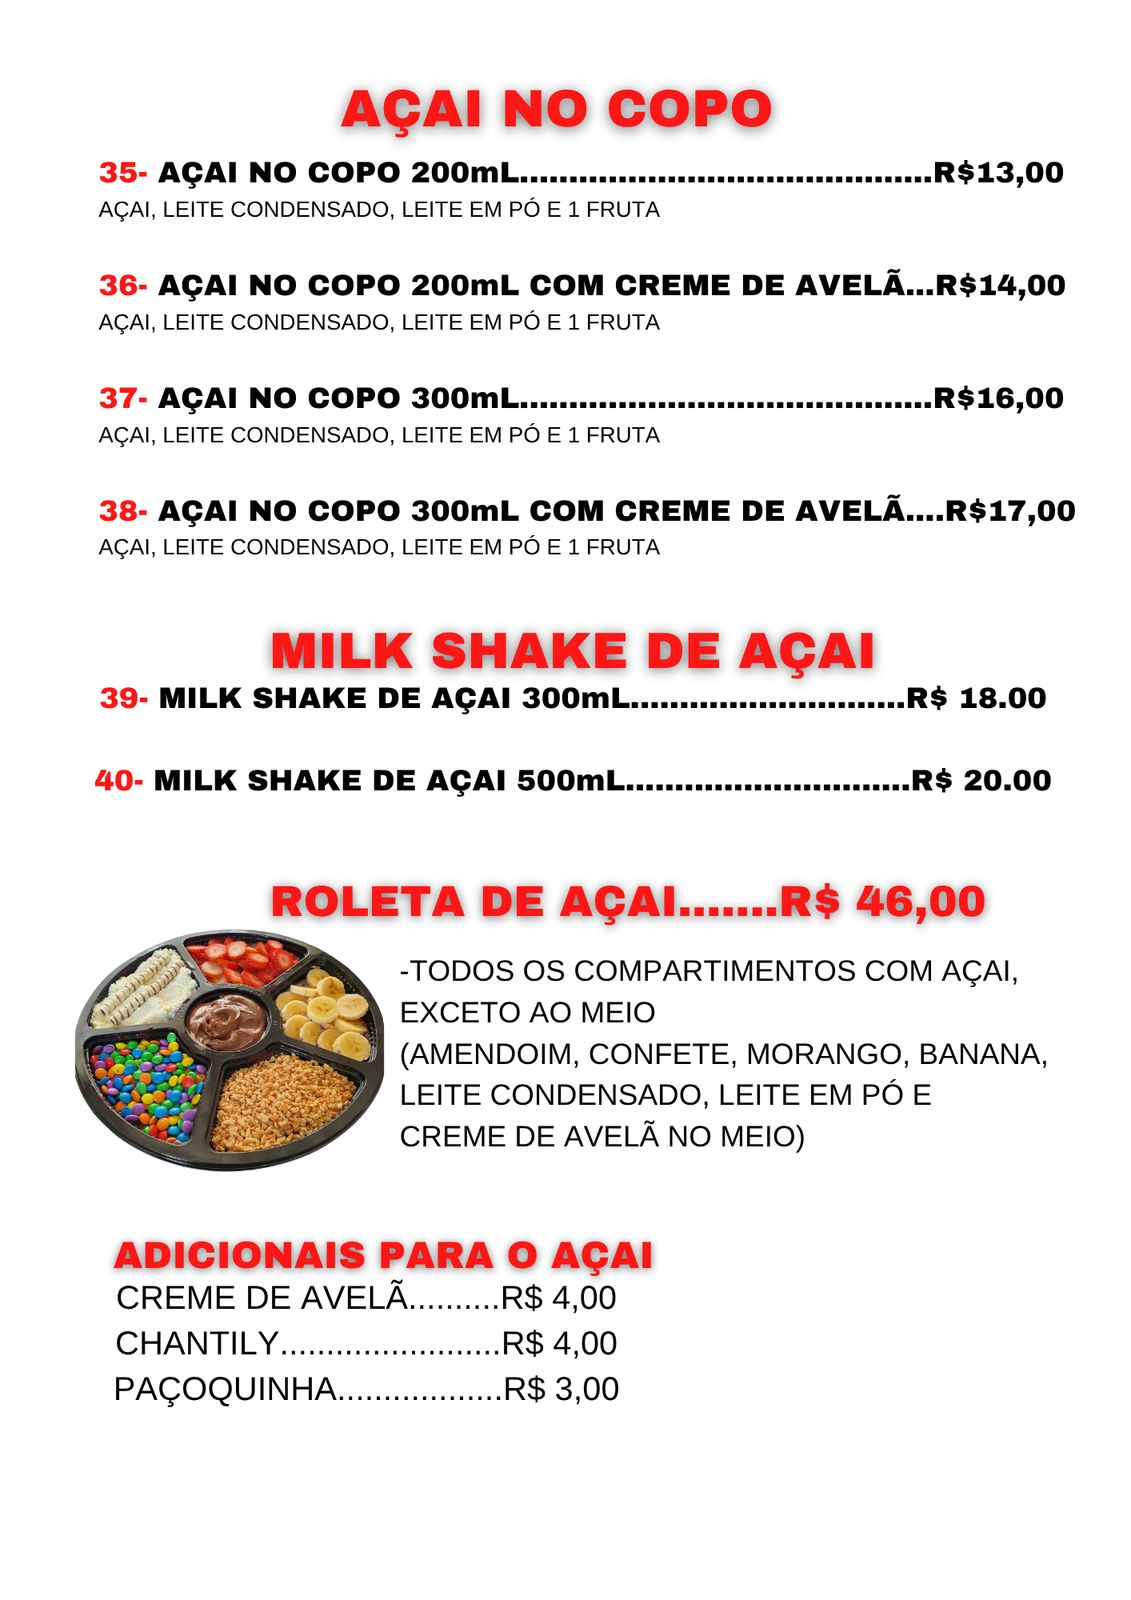 AÇAI NO COPO
35- AÇAI NO COPO 200mL..........................................R$13,00
AÇAI, LEITE CONDENSADO, LEITE EM PÓ E 1 FRUTA
36- AÇAI NO COPO 200mL COM CREME DE AVELÃ...R$14,00
AÇAI, LEITE CONDENSADO, LEITE EM PÓ E 1 FRUTA
37- AÇAI NO COPO 300mL..........................................R$16,00
AÇAI, LEITE CONDENSADO, LEITE EM PÓ E 1 FRUTA
38- AÇAI NO COPO 300mL COM CREME DE AVELÃ....R$17,00
AÇAI, LEITE CONDENSADO, LEITE EM PÓ E 1 FRUTA
MILK SHAKE DE AÇAI
39- MILK SHAKE DE AÇAI 300mL............................R$ 18.00
40- MILK SHAKE DE AÇAI 500mL.............................R$ 20.00
ROLETA DE AÇAI.......R$ 46,00
-TODOS OS COMPARTIMENTOS COM AÇAI,
EXCETO AO MEIO
(AMENDOIM, CONFETE, MORANGO, BANANA,
LEITE CONDENSADO, LEITE EM PÓ E
CREME DE AVELÃ NO MEIO)
ADICIONAIS PARA O AÇAI
CREME DE AVELÃ..........R$ 4,00
CHANTILY........................R$ 4,00
PAÇOQUINHA..................R$ 3,00